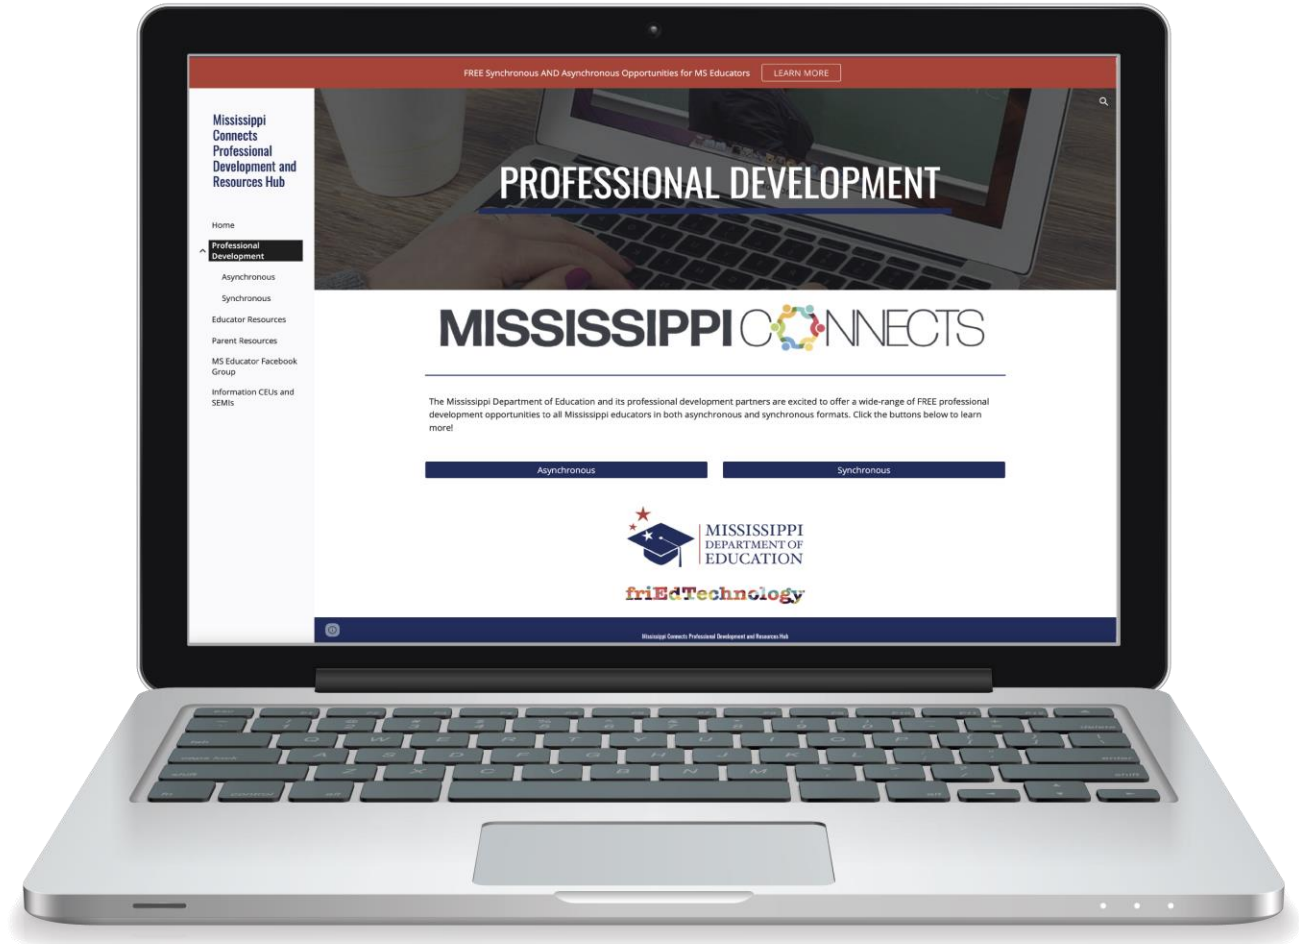 FREE Synchronous AND Asynchronous Opportunities for MS Educators
LEARN MORE
Mississippi
Connects
Professional
Development and
Resources Hub
Home
Professional
Development
Asynchronous
Synchronous
Educator Resources
Parent Resources
MS Educator Facebook
Group
Information CEUs and
SEMIs
PROFESSIONAL DEVELOPMENT
MISSISSIPPI CONNECTS
The Mississippi Department of Education and its professional development partners are excited to offer a wide-range of FREE professional
development opportunities to all Mississippi educators in both asynchronous and synchronous formats. Click the buttons below to learn
more!
Asynchronous
Synchronous
MISSISSIPPI
DEPARTMENT OF
EDUCATION
friEdTechnology
Mississippi Connects Professional Development and Resources Hub
Q W E R T Y U I O P
A S D F G H J K L
Z X C V B N M